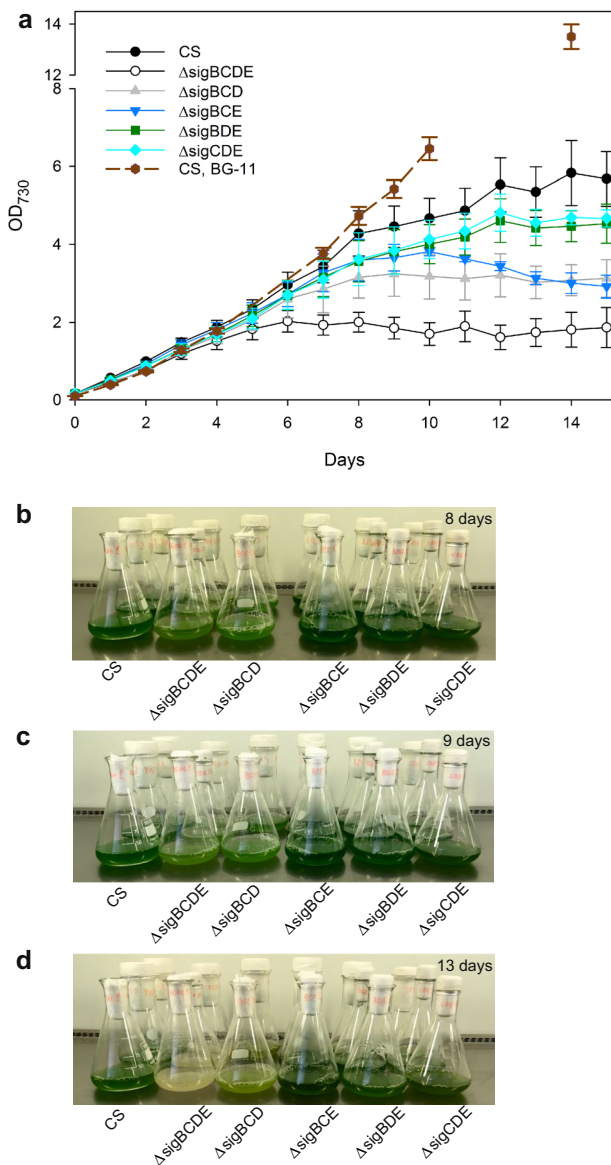 a
14
12
8
6
4
2
0
OD730
CS
ΔsigBCDE
ΔsigBCD
ΔsigBCE
ΔsigBDE
ΔsigCDE
CS, BG-11
0 2 4 6 8 10 12 14
Days
b
8 days
CS ΔsigBCDE ΔsigBCD ΔsigBCE ΔsigBDE ΔsigCDE
c
9 days
CS ΔsigBCDE ΔsigBCD ΔsigBCE ΔsigBDE ΔsigCDE
d
13 days
CS ΔsigBCDE ΔsigBCD ΔsigBCE ΔsigBDE ΔsigCDE